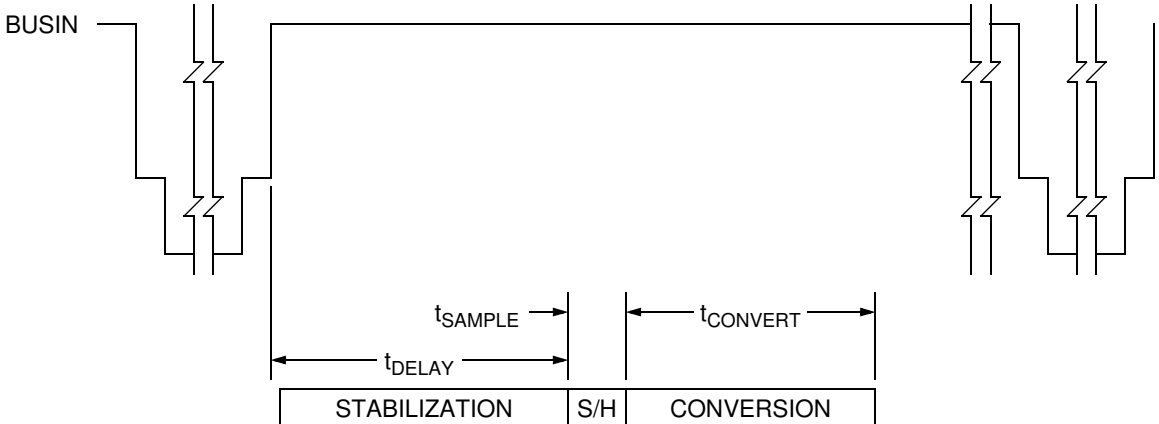 BUSIN
tSAMPLE
tCONVERT
tDELAY
STABILIZATION S/H CONVERSION